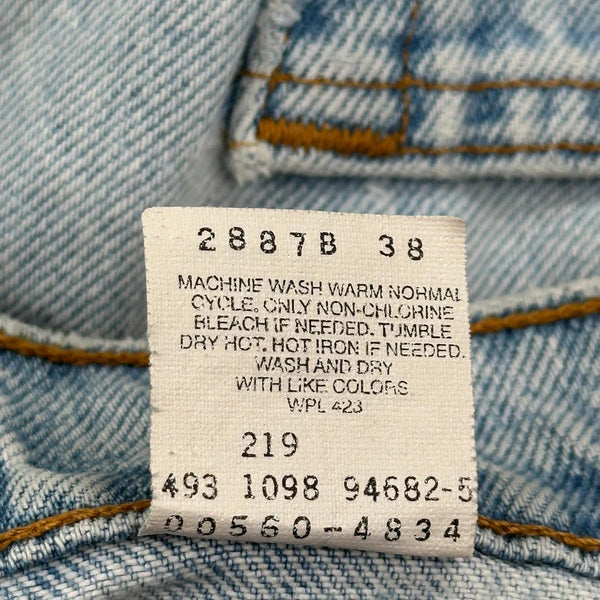 2887B 38
MACHINE WASH WARM NORMAL
CYCLE. ONLY NON-CHLORINE
BLEACH IF NEEDED. TUMBLE
DRY HOT. HOT IRON IF NEEDED.
WASH AND DRY
WITH LIKE COLORS
WPL 423
219
493 1098 94682-5
00560-4834